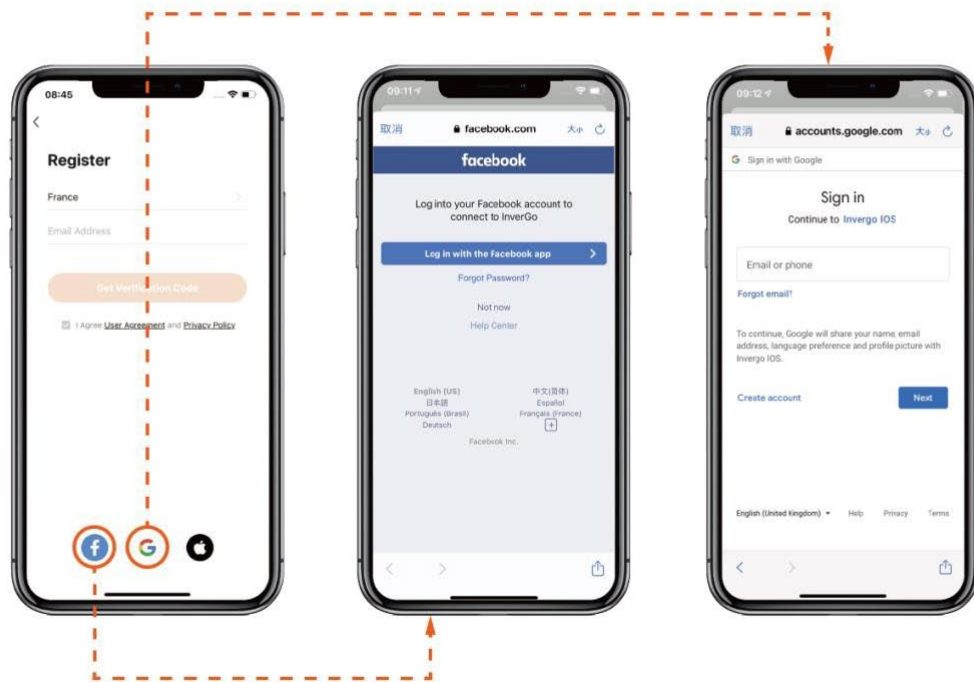 08:45
Register
France
Email Address
Get Verification Code
I Agree User Agreement and Privacy Policy
09:11
取消
facebook.com
大小
facebook
Log into your Facebook account to
connect to InverGo
Log in with the Facebook app
Forgot Password?
Not now
Help Center
English (US)
中文(简体)
日本語
Español
Português (Brasil)
Français (France)
Deutsch
Facebook Inc.
09:12
取消
accounts.google.com
大小
G Sign in with Google
Sign in
Continue to Invergo IOS
Email or phone
Forgot email?
To continue, Google will share your name, email
address, language preference and profile picture with
Invergo IOS.
Create account
Next
English (United Kingdom)
Help
Privacy
Terms